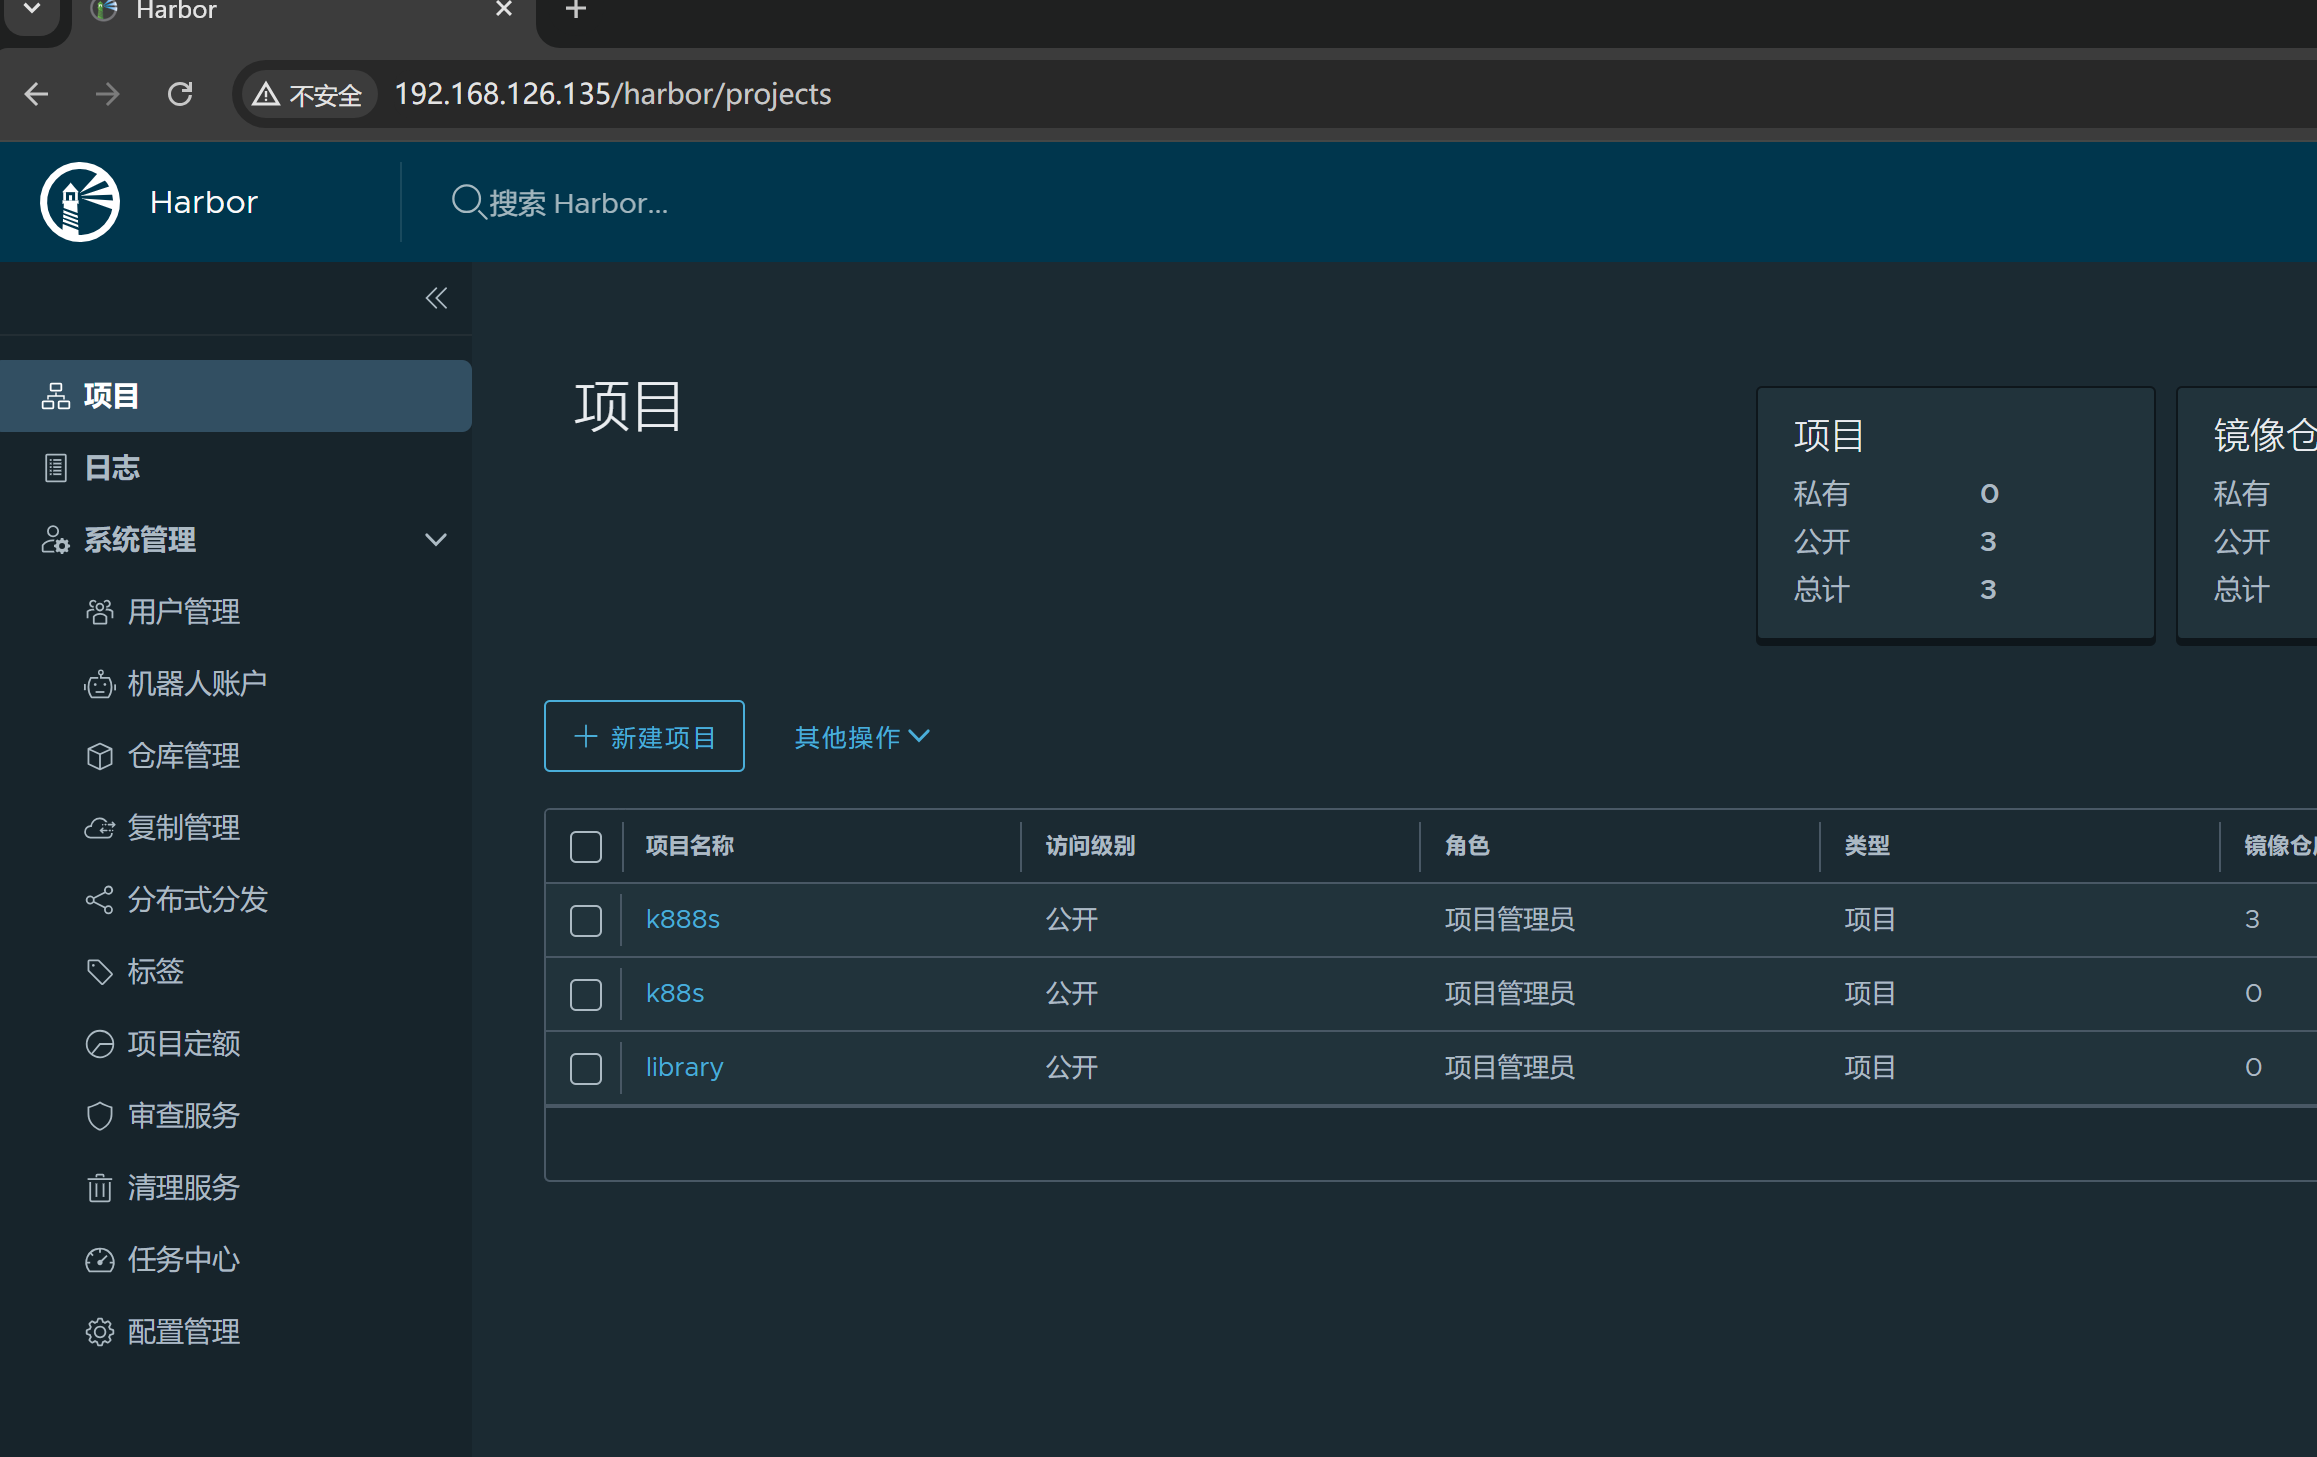 Harbor
不安全
192.168.126.135/harbor/projects
Harbor
搜索 Harbor...
项目
日志
系统管理
用户管理
机器人账户
仓库管理
复制管理
分布式分发
标签
项目定额
审查服务
清理服务
任务中心
配置管理
项目
项目
私有 0
公开 3
总计 3
镜像仓
私有
公开
总计
新建项目
其他操作
项目名称 访问级别 角色 类型 镜像仓
k888s 公开 项目管理员 项目 3
k88s 公开 项目管理员 项目 0
library 公开 项目管理员 项目 0